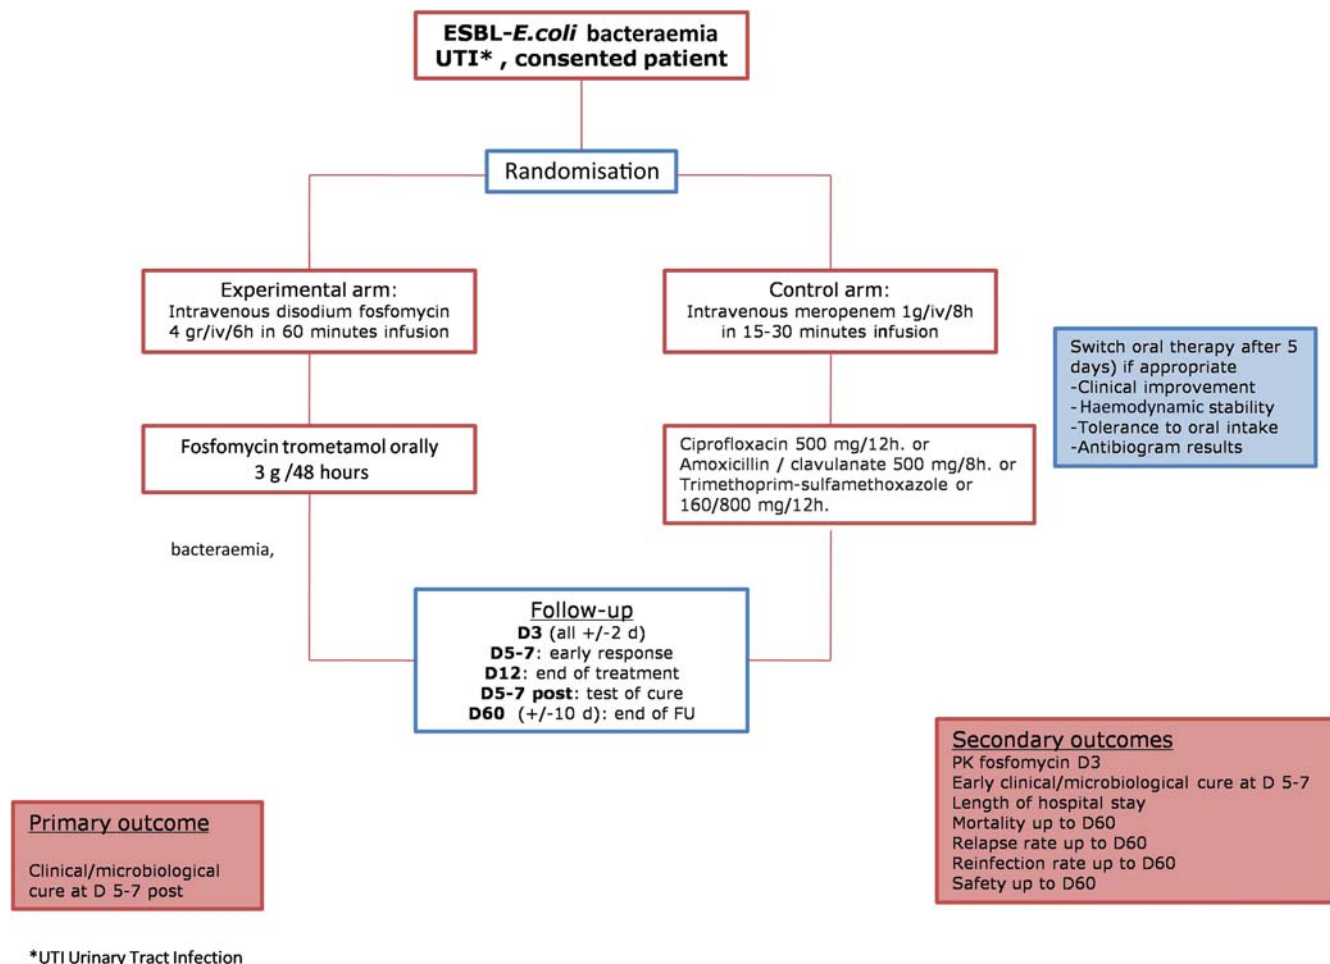 ESBL-E.coli bacteraemia
UTI* , consented patient
Randomisation
Experimental arm:
Intravenous disodium fosfomycin
4 gr/iv/6h in 60 minutes infusion
Control arm:
Intravenous meropenem 1g/iv/8h
in 15-30 minutes infusion
Switch oral therapy after 5
days) if appropriate
-Clinical improvement
-Haemodynamic stability
-Tolerance to oral intake
-Antibiogram results
Fosfomycin trometamol orally
3 g /48 hours
Ciprofloxacin 500 mg/12h. or
Amoxicillin / clavulanate 500 mg/8h. or
Trimethoprim-sulfamethoxazole or
160/800 mg/12h.
bacteraemia,
Follow-up
D3 (all +/-2 d)
D5-7: early response
D12: end of treatment
D5-7 post: test of cure
D60 (+/-10 d): end of FU
Secondary outcomes
PK fosfomycin D3
Early clinical/microbiological cure at D 5-7
Length of hospital stay
Mortality up to D60
Relapse rate up to D60
Reinfection rate up to D60
Safety up to D60
Primary outcome
Clinical/microbiological
cure at D 5-7 post
*UTI Urinary Tract Infection